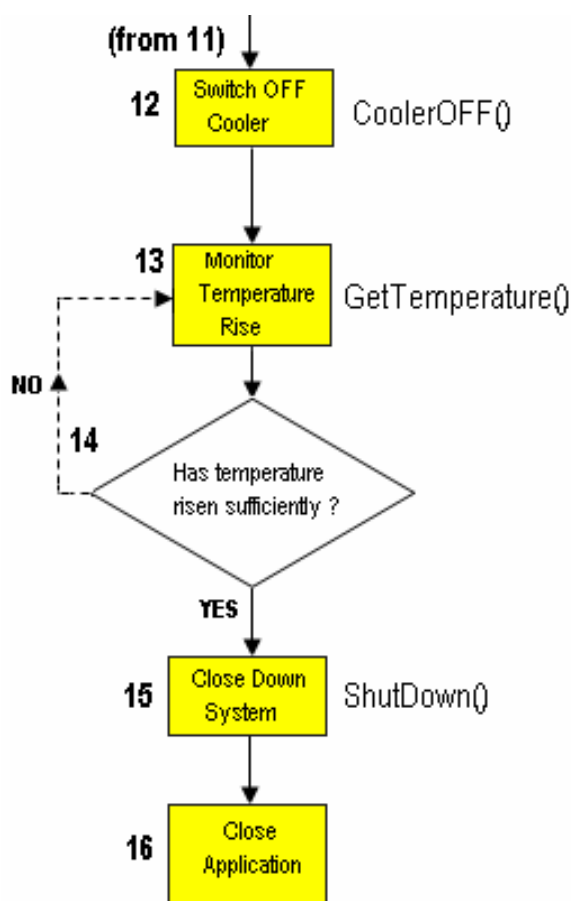 (from 11)
12
Switch OFF
Cooler
CoolerOFF()
13
Monitor
Temperature
Rise
GetTemperature()
NO
14
Has temperature
risen sufficiently ?
YES
15
Close Down
System
ShutDown()
16
Close
Application